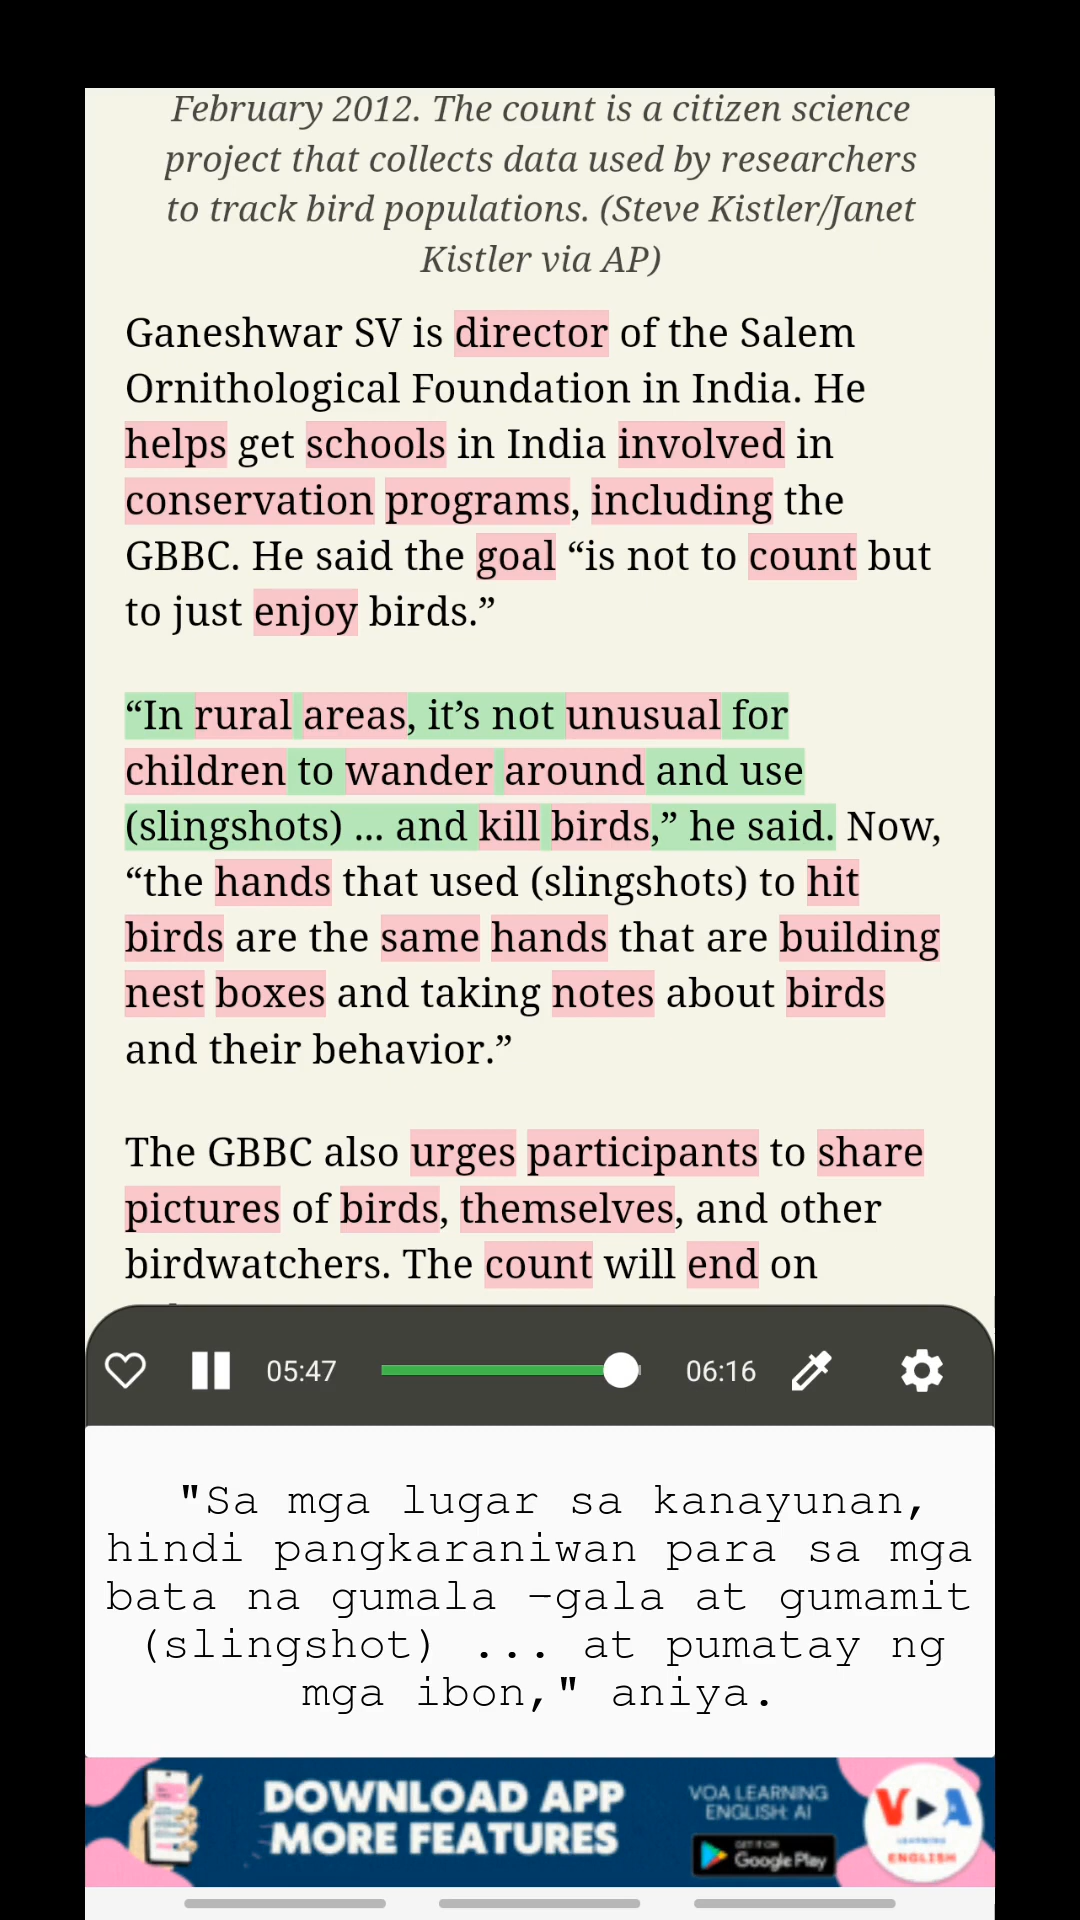 February 2012. The count is a citizen science
project that collects data used by researchers
to track bird populations. (Steve Kistler/Janet
Kistler via AP)
Ganeshwar SV is director of the Salem
Ornithological Foundation in India. He
helps get schools in India involved in
conservation programs, including the
GBBC. He said the goal “is not to count but
to just enjoy birds.”
“In rural areas, it’s not unusual for
children to wander around and use
(slingshots) ... and kill birds,” he said. Now,
“the hands that used (slingshots) to hit
birds are the same hands that are building
nest boxes and taking notes about birds
and their behavior.”
The GBBC also urges participants to share
pictures of birds, themselves, and other
birdwatchers. The count will end on
05:47
06:16
"Sa mga lugar sa kanayunan,
hindi pangkaraniwan para sa mga
bata na gumala -gala at gumamit
(slingshot) ... at pumatay ng
mga ibon," aniya.
DOWNLOAD APP
MORE FEATURES
VOA LEARNING
ENGLISH: AI
GET IT ON
Google Play
VOA
LEARNING
ENGLISH